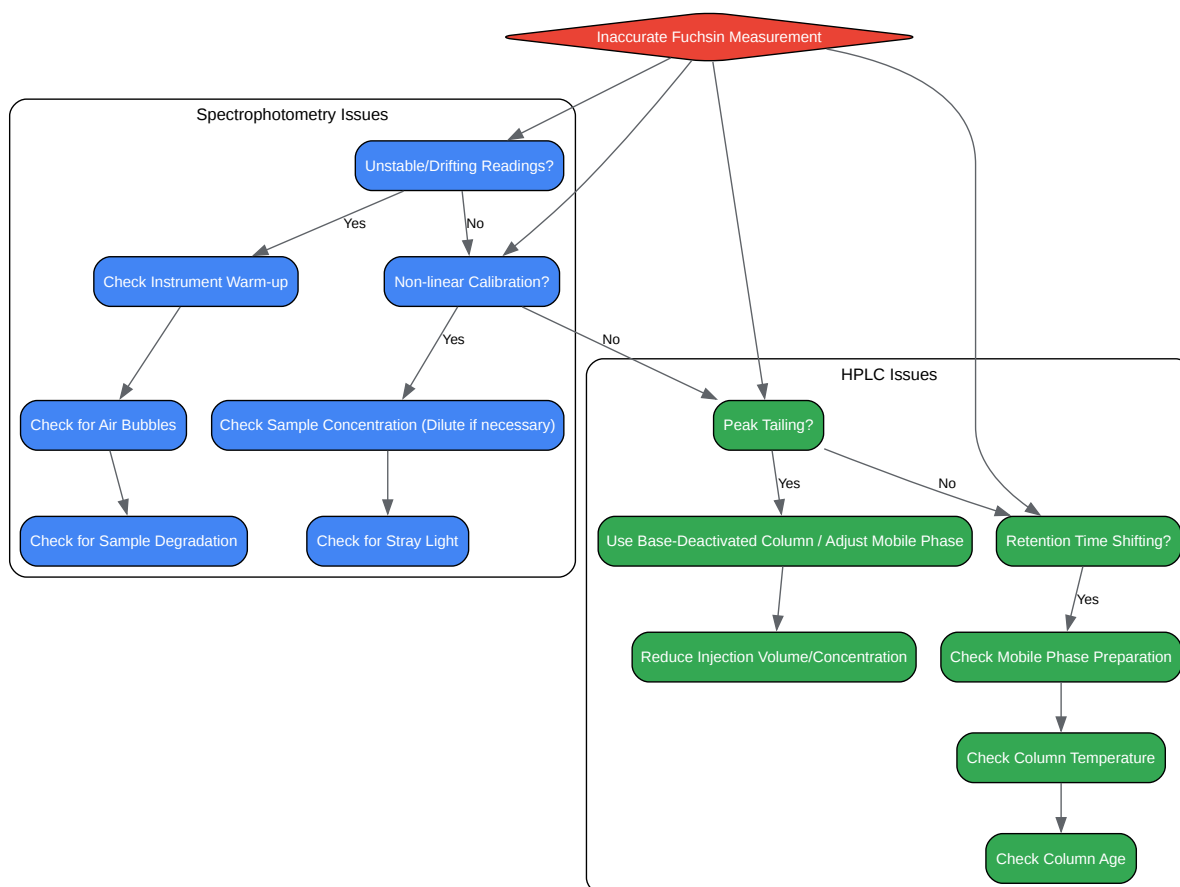 Inaccurate Fuchsin Measurement
Spectrophotometry Issues
Unstable/Drifting Readings?
Yes
No
Check Instrument Warm-up
Non-linear Calibration?
Yes
No
HPLC Issues
Check for Air Bubbles
Check Sample Concentration (Dilute if necessary)
Peak Tailing?
Yes
No
Check for Sample Degradation
Check for Stray Light
Use Base-Deactivated Column / Adjust Mobile Phase
Retention Time Shifting?
Yes
Reduce Injection Volume/Concentration
Check Mobile Phase Preparation
Check Column Temperature
Check Column Age